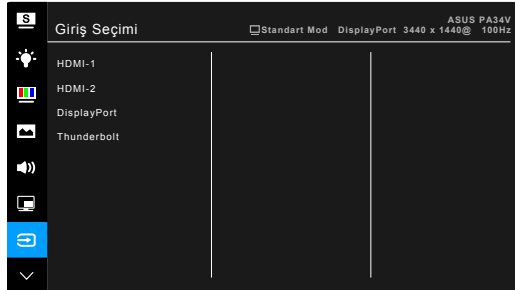 S
ASUS PA34V
Giriş Seçimi
Standart Mod DisplayPort 3440 x 1440@ 100Hz
HDMI-1
HDMI-2
DisplayPort
Thunderbolt